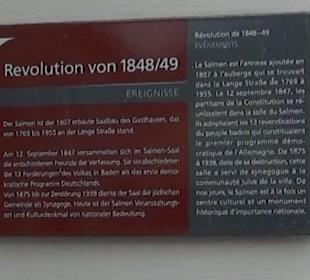 Revolution von 1848/49
EREIGNISSE
Der Salmen ist der 1807 erbaute Saalbau des Gasthauses, das
von 1769 bis 1955 an der Lange Straße stand.
Am 12. September 1847 versammelten sich im Salmen-Saal
die entschiedenen Freunde der Verfassung. Sie verabschiedeten
die 13 Forderungen des Volkes in Baden als das erste demo-
kratische Programm Deutschlands.
Von 1875 bis zur Zerstörung 1938 diente der Saal der jüdischen
Gemeinde als Synagoge. Heute ist der Salmen Veranstaltungs-
ort und Kulturdenkmal von nationaler Bedeutung.
Révolution de 1848-49
ÉVÉNEMENTS
Le Salmen est l'annexe ajoutée en
1807 à l'auberge qui se trouvait
dans la Lange Straße de 1769 à
1955. Le 12 septembre 1847, les
partisans de la Constitution se ré-
unissaient dans la salle du Salmen.
Ils adoptaient les 13 revendications
du peuple badois qui constituaient
le premier programme démo-
cratique de l'Allemagne. De 1875
à 1938, date de sa destruction, cette
salle a servi de synagogue à la
communauté juive de la ville. De
nos jours, le Salmen est à la fois un
centre culturel et un monument
historique d'importance nationale.